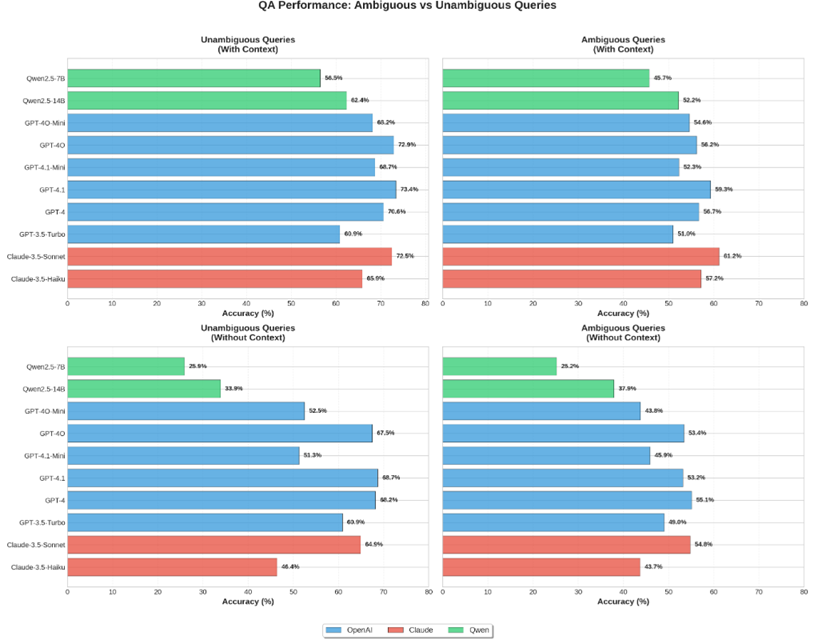 QA Performance: Ambiguous vs Unambiguous Queries
Unambiguous Queries
(With Context)
Qwen2.5-7B 56.5%
Qwen2.5-14B 62.4%
GPT-4O-Mini 68.2%
GPT-4O 72.9%
GPT-4.1-Mini 68.7%
GPT-4.1 73.4%
GPT-4 70.6%
GPT-3.5-Turbo 60.9%
Claude-3.5-Sonnet 72.5%
Claude-3.5-Haiku 65.9%
0 10 20 30 40 50 60 70 80
Accuracy (%)
Ambiguous Queries
(With Context)
45.7%
52.2%
54.6%
56.2%
52.3%
59.3%
56.7%
51.0%
61.2%
57.2%
0 10 20 30 40 50 60 70 80
Accuracy (%)
Unambiguous Queries
(Without Context)
Qwen2.5-7B 25.9%
Qwen2.5-14B 33.9%
GPT-4O-Mini 52.5%
GPT-4O 67.5%
GPT-4.1-Mini 51.3%
GPT-4.1 68.7%
GPT-4 68.2%
GPT-3.5-Turbo 60.9%
Claude-3.5-Sonnet 64.9%
Claude-3.5-Haiku 46.4%
0 10 20 30 40 50 60 70 80
Accuracy (%)
Ambiguous Queries
(Without Context)
25.2%
37.9%
43.8%
53.4%
45.9%
53.2%
55.1%
49.0%
54.8%
43.7%
0 10 20 30 40 50 60 70 80
Accuracy (%)
OpenAI Claude Qwen